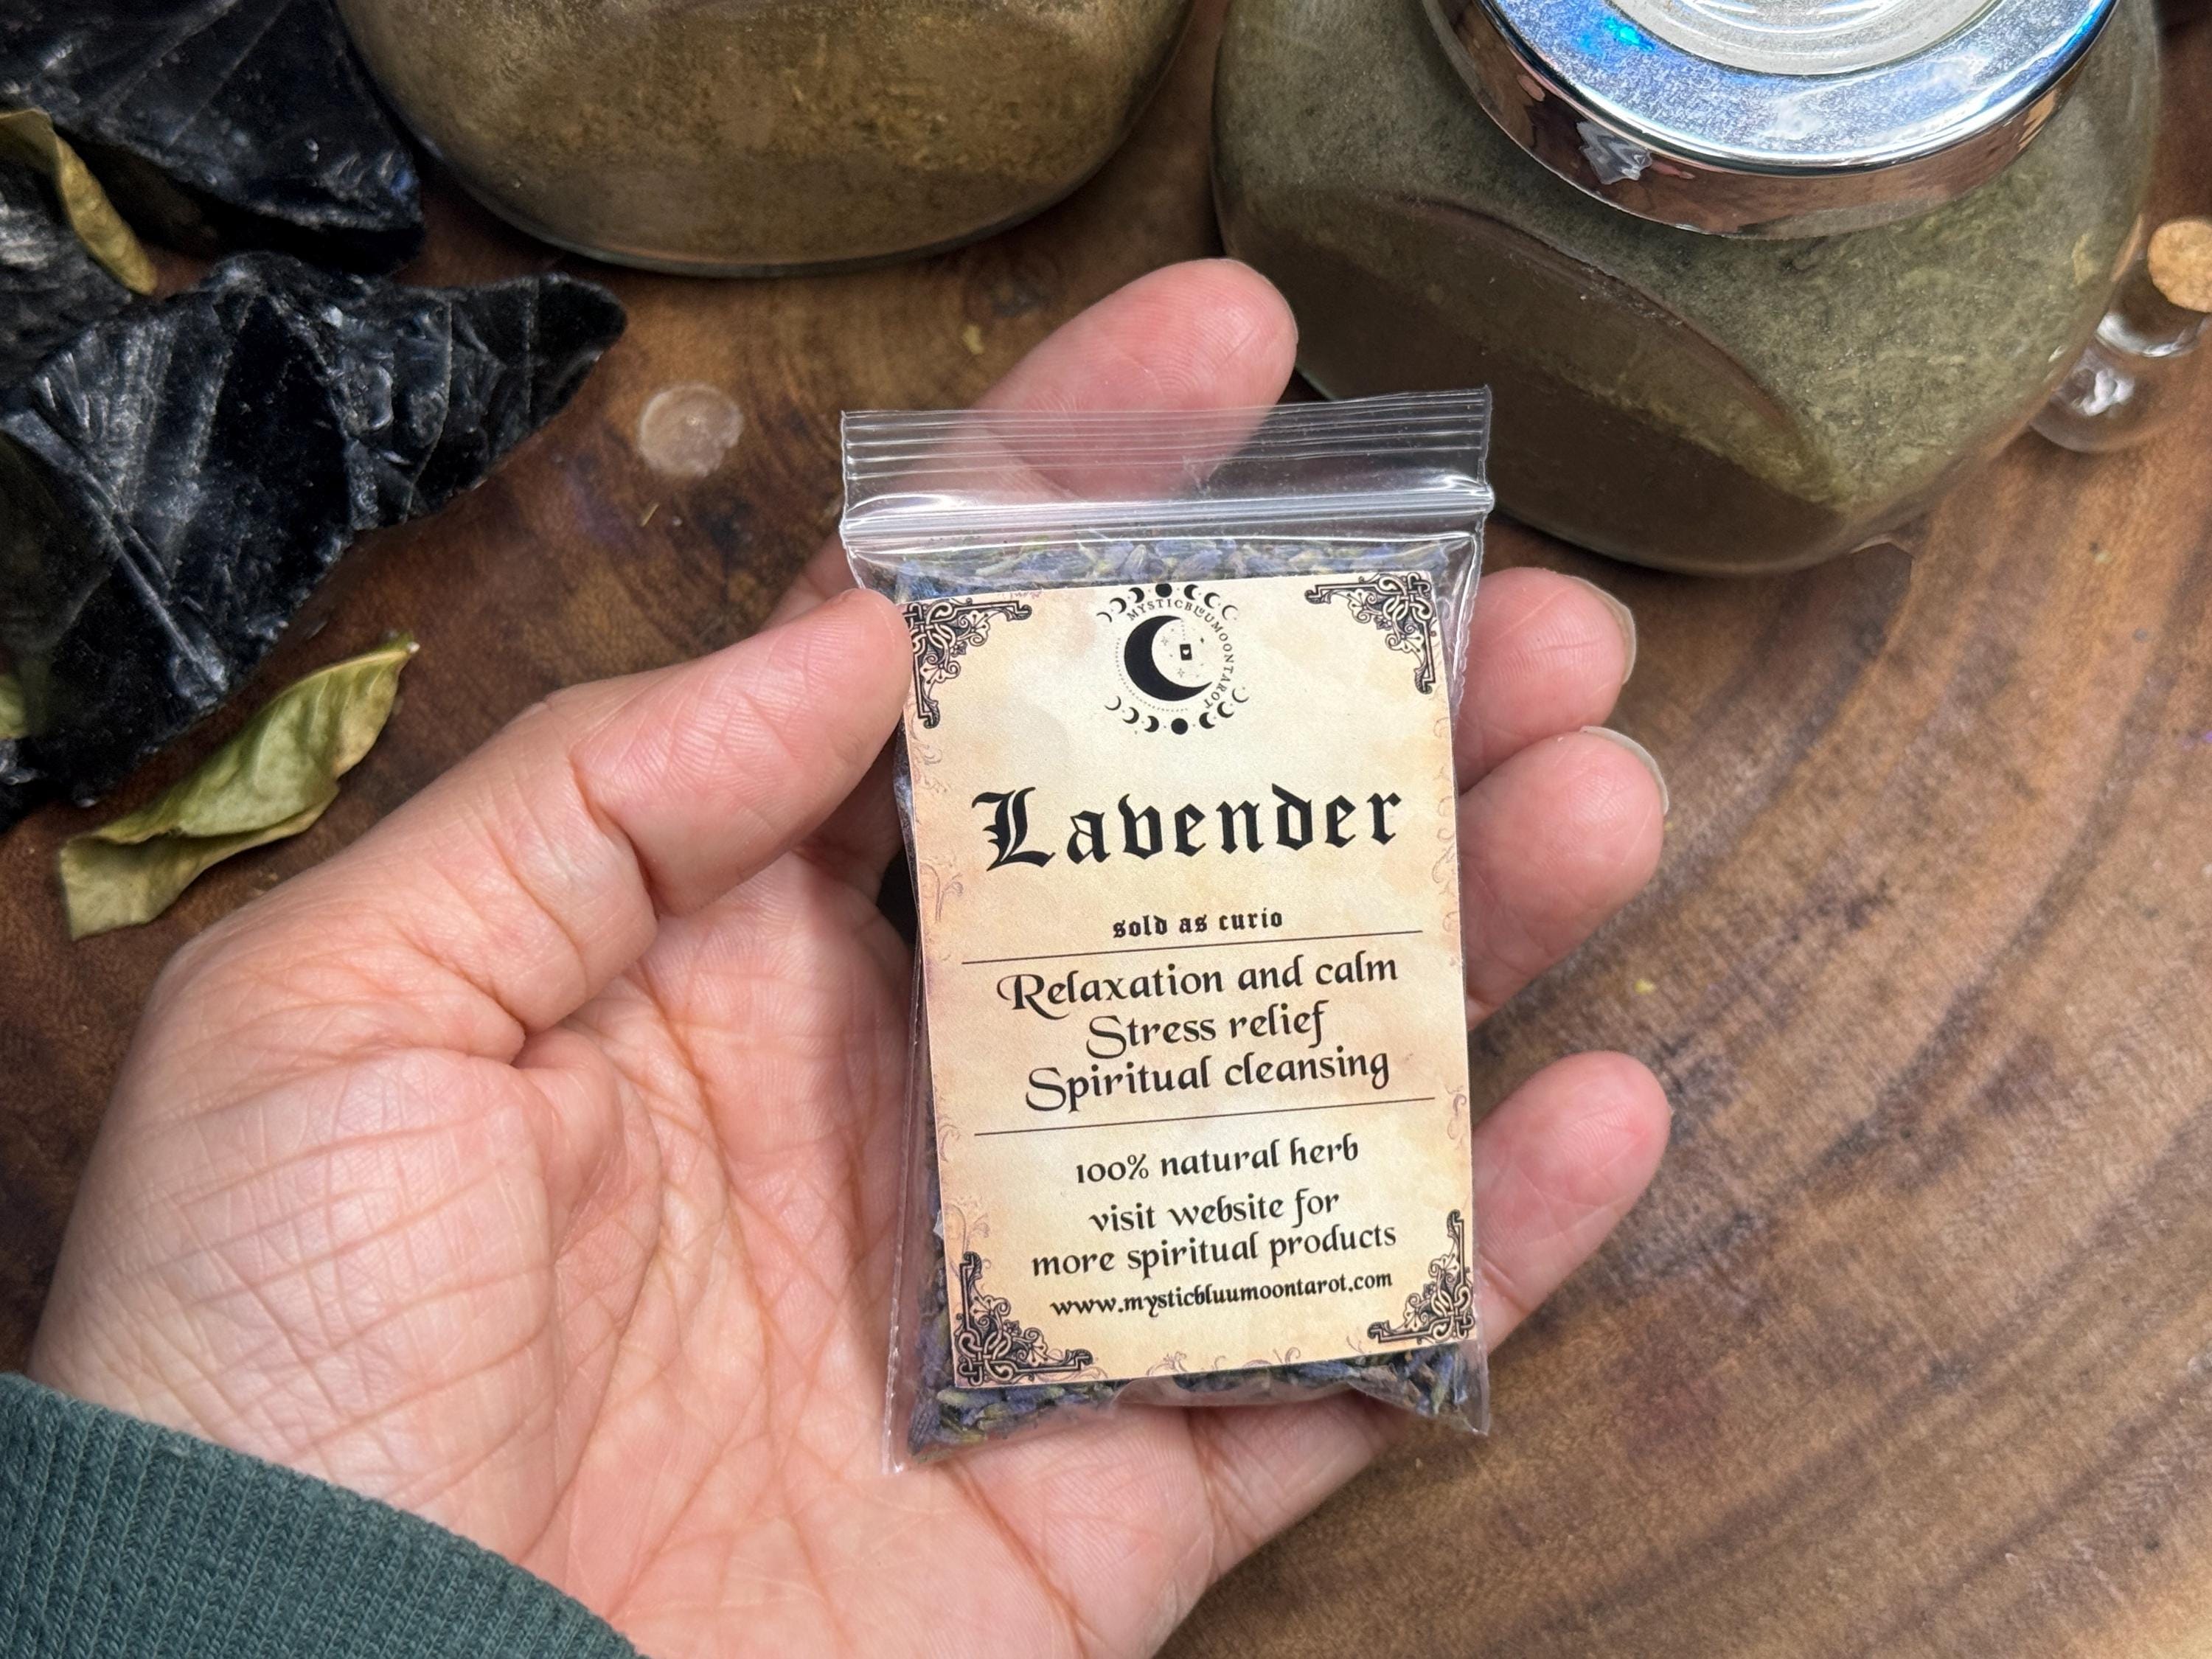 MYSTICBLUUMOONTAROT
Lavender
sold as curio
Relaxation and calm
Stress relief
Spiritual cleansing
100% natural herb
visit website for
more spiritual products
www.mysticbluumoontarot.com